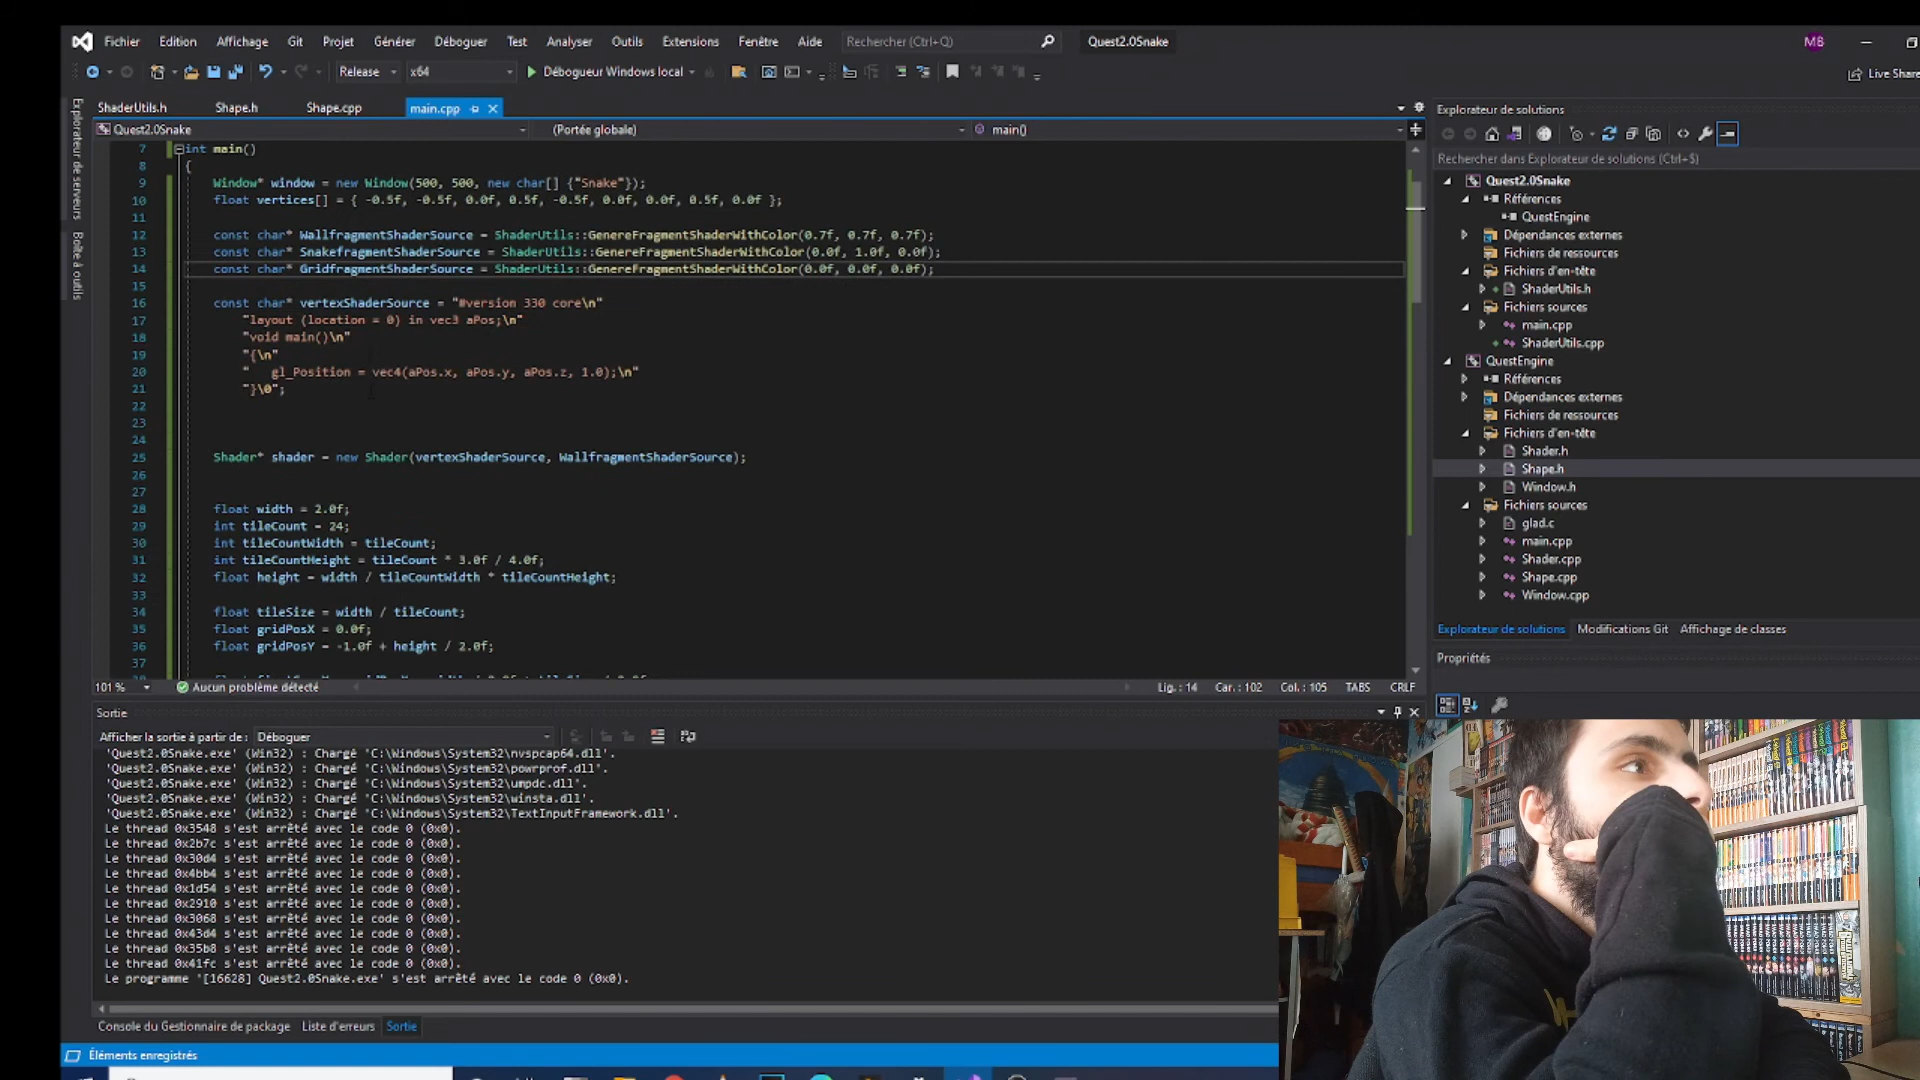 Fichier Edition Affichage Git Projet Générer Déboguer Test Analyser Outils Extensions Fenêtre Aide Rechercher (Ctrl+Q) Quest2.0Snake MB
Release x64 Débogueur Windows local Live Share
Explorateur de serveurs
Boîte à outils
ShaderUtils.h Shape.h Shape.cpp main.cpp
Quest2.0Snake (Portée globale) main()
7 int main()
8 {
9 Window* window = new Window(500, 500, new char[] {"Snake"});
10 float vertices[] = { -0.5f, -0.5f, 0.0f, 0.5f, -0.5f, 0.0f, 0.0f, 0.5f, 0.0f };
11
12 const char* WallfragmentShaderSource = ShaderUtils::GenereFragmentShaderWithColor(0.7f, 0.7f, 0.7f);
13 const char* SnakefragmentShaderSource = ShaderUtils::GenereFragmentShaderWithColor(0.0f, 1.0f, 0.0f);
14 const char* GridfragmentShaderSource = ShaderUtils::GenereFragmentShaderWithColor(0.0f, 0.0f, 0.0f);
15
16 const char* vertexShaderSource = "#version 330 core\n"
17 "layout (location = 0) in vec3 aPos;\n"
18 "void main()\n"
19 "{\n"
20 " gl_Position = vec4(aPos.x, aPos.y, aPos.z, 1.0);\n"
21 "}\0";
22
23
24
25 Shader* shader = new Shader(vertexShaderSource, WallfragmentShaderSource);
26
27
28 float width = 2.0f;
29 int tileCount = 24;
30 int tileCountWidth = tileCount;
31 int tileCountHeight = tileCount * 3.0f / 4.0f;
32 float height = width / tileCountWidth * tileCountHeight;
33
34 float tileSize = width / tileCount;
35 float gridPosX = 0.0f;
36 float gridPosY = -1.0f + height / 2.0f;
37
101 % Aucun problème détecté Lig.: 14 Car.: 102 Col.: 105 TABS CRLF
Sortie
Afficher la sortie à partir de : Déboguer
'Quest2.0Snake.exe' (Win32) : Chargé 'C:\Windows\System32\nvspcap64.dll'.
'Quest2.0Snake.exe' (Win32) : Chargé 'C:\Windows\System32\powrprof.dll'.
'Quest2.0Snake.exe' (Win32) : Chargé 'C:\Windows\System32\umpdc.dll'.
'Quest2.0Snake.exe' (Win32) : Chargé 'C:\Windows\System32\winsta.dll'.
'Quest2.0Snake.exe' (Win32) : Chargé 'C:\Windows\System32\TextInputFramework.dll'.
Le thread 0x3548 s'est arrêté avec le code 0 (0x0).
Le thread 0x2b7c s'est arrêté avec le code 0 (0x0).
Le thread 0x30d4 s'est arrêté avec le code 0 (0x0).
Le thread 0x4bb4 s'est arrêté avec le code 0 (0x0).
Le thread 0x1d54 s'est arrêté avec le code 0 (0x0).
Le thread 0x2910 s'est arrêté avec le code 0 (0x0).
Le thread 0x3068 s'est arrêté avec le code 0 (0x0).
Le thread 0x43d4 s'est arrêté avec le code 0 (0x0).
Le thread 0x35b8 s'est arrêté avec le code 0 (0x0).
Le thread 0x41fc s'est arrêté avec le code 0 (0x0).
Le programme '[16628] Quest2.0Snake.exe' s'est arrêté avec le code 0 (0x0).
Console du Gestionnaire de package Liste d'erreurs Sortie
Éléments enregistrés
Explorateur de solutions
Rechercher dans Explorateur de solutions (Ctrl+$)
Quest2.0Snake
Références
QuestEngine
Dépendances externes
Fichiers de ressources
Fichiers d'en-tête
ShaderUtils.h
Fichiers sources
main.cpp
ShaderUtils.cpp
QuestEngine
Références
Dépendances externes
Fichiers de ressources
Fichiers d'en-tête
Shader.h
Shape.h
Window.h
Fichiers sources
glad.c
main.cpp
Shader.cpp
Shape.cpp
Window.cpp
Explorateur de solutions Modifications Git Affichage de classes
Propriétés